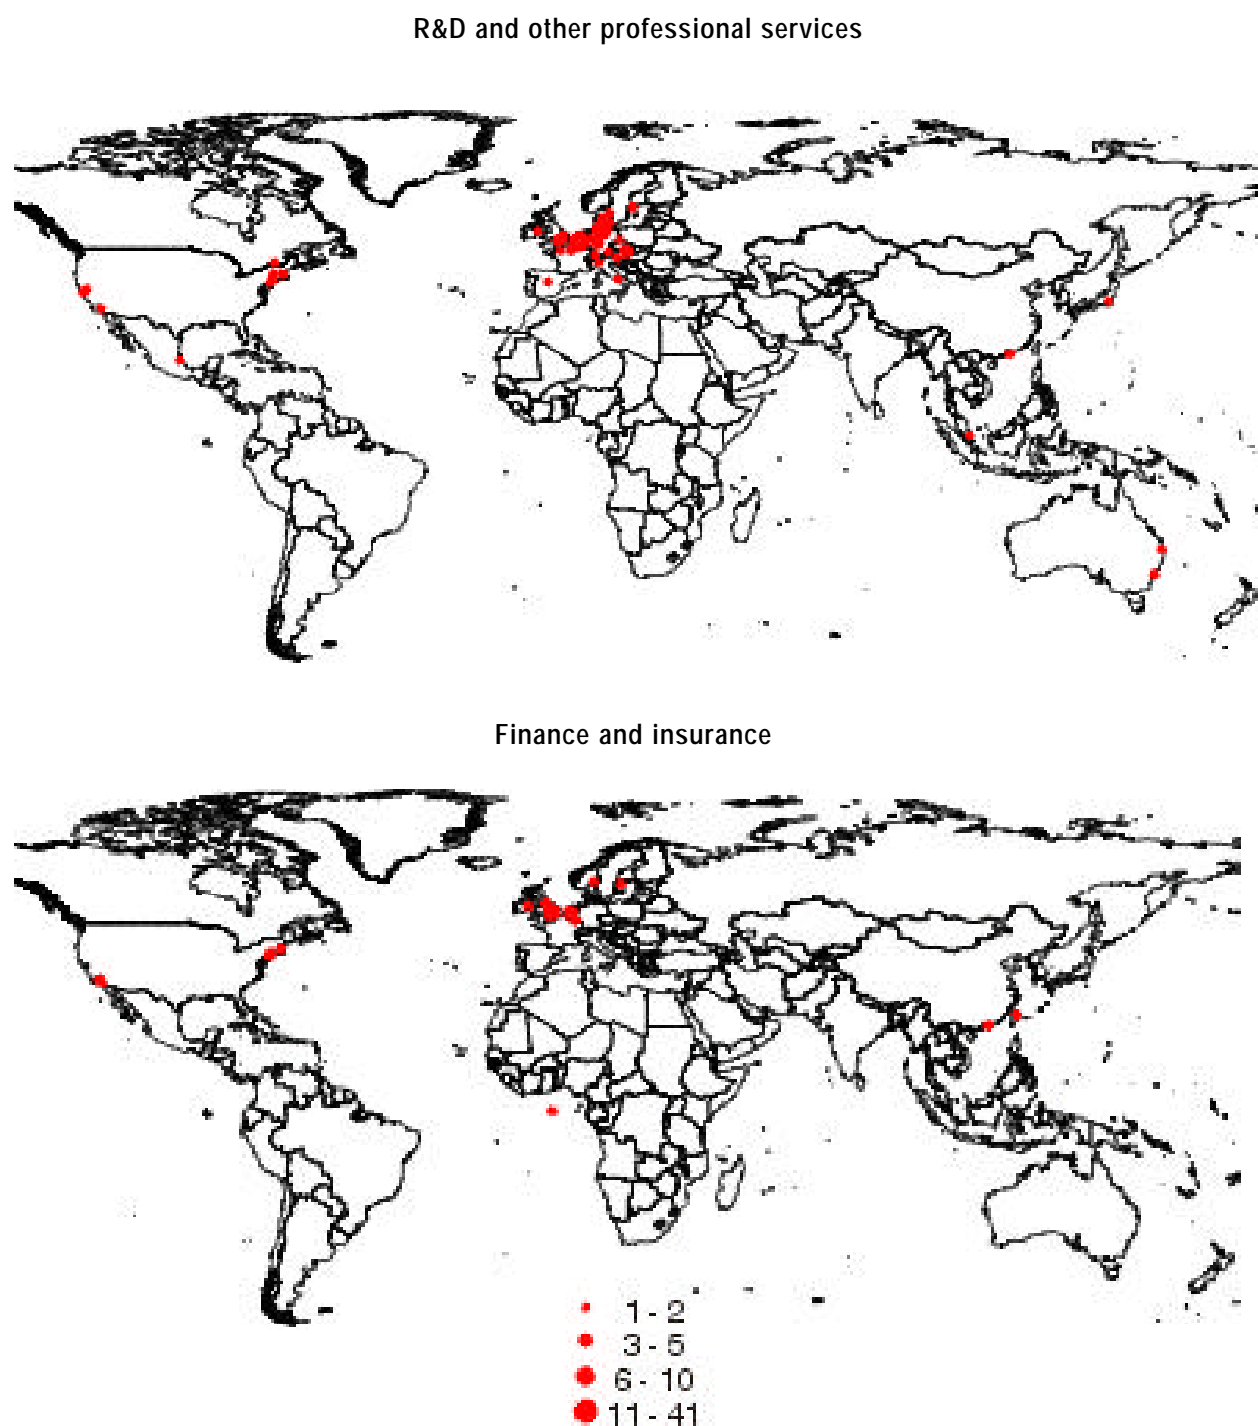 R&D and other professional services
Finance and insurance
1 - 2
3 - 5
6 - 10
11 - 41